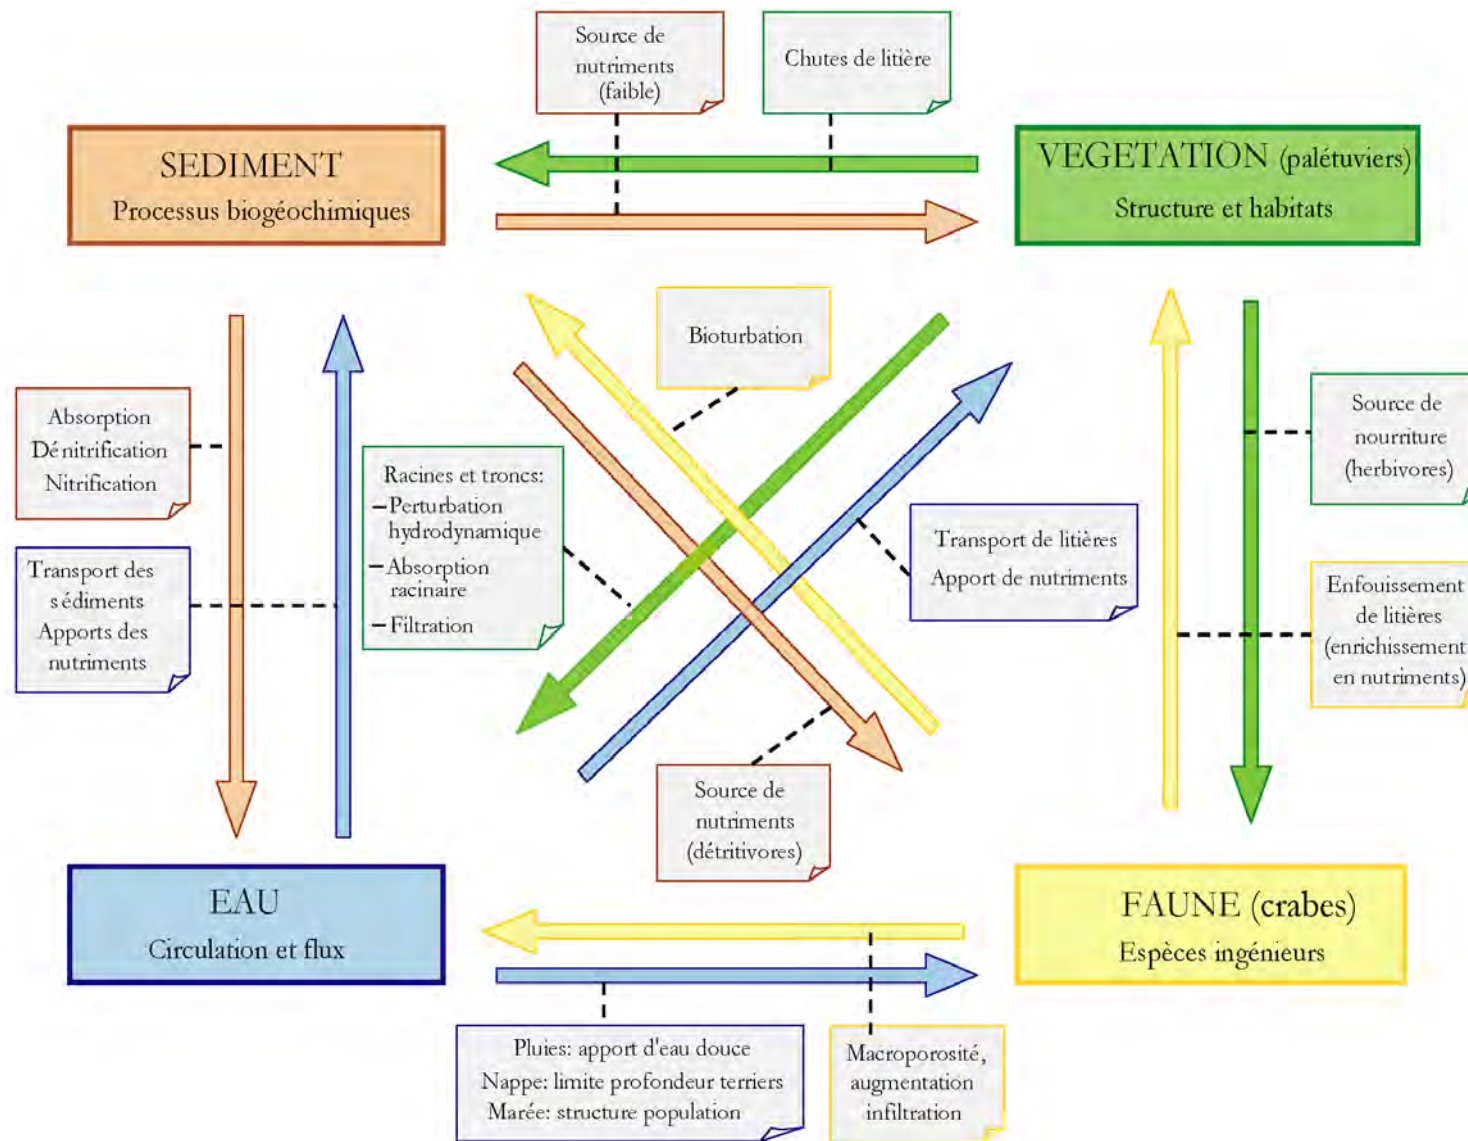 Source de
nutriments
(faible)
Chutes de litière
SEDIMENT
Processus biogéochimiques
VEGETATION (palétuviers)
Structure et habitats
Bioturbation
Absorption
Dénitrification
Nitrification
Source de
nourriture
(herbivores)
Racines et troncs:
–Perturbation
hydrodynamique
–Absorption
racinaire
–Filtration
Transport de litières
Apport de nutriments
Transport des
sédiments
Apports des
nutriments
Enfouissement
de litières
(enrichissement
en nutriments)
Source de
nutriments
(détritivores)
EAU
Circulation et flux
FAUNE (crabes)
Espèces ingénieurs
Pluies: apport d'eau douce
Nappe: limite profondeur terriers
Marée: structure population
Macroporosité,
augmentation
infiltration